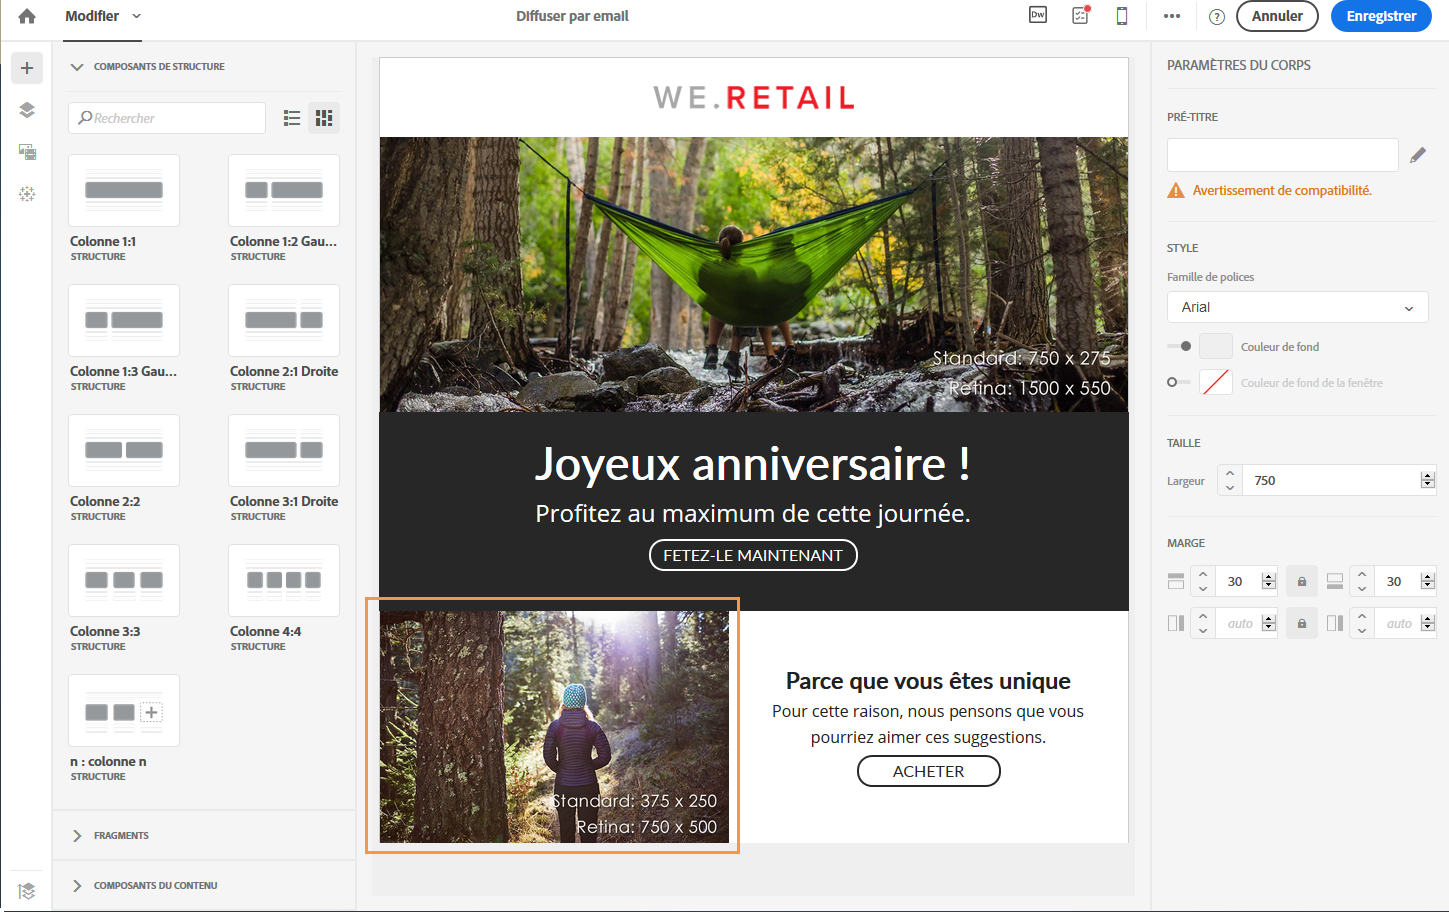 Modifier
Diffuser par email
Dw
Annuler
Enregistrer
COMPOSANTS DE STRUCTURE
Rechercher
Colonne 1:1
STRUCTURE
Colonne 1:2 Gau...
STRUCTURE
Colonne 1:3 Gau...
STRUCTURE
Colonne 2:1 Droite
STRUCTURE
Colonne 2:2
STRUCTURE
Colonne 3:1 Droite
STRUCTURE
Colonne 3:3
STRUCTURE
Colonne 4:4
STRUCTURE
n : colonne n
STRUCTURE
FRAGMENTS
COMPOSANTS DU CONTENU
WE.RETAIL
Standard: 750 x 275
Retina: 1500 x 550
Joyeux anniversaire !
Profitez au maximum de cette journée.
FETEZ-LE MAINTENANT
Standard: 375 x 250
Retina: 750 x 500
Parce que vous êtes unique
Pour cette raison, nous pensons que vous
pourriez aimer ces suggestions.
ACHETER
PARAMÈTRES DU CORPS
PRÉ-TITRE
Avertissement de compatibilité.
STYLE
Famille de polices
Arial
Couleur de fond
Couleur de fond de la fenêtre
TAILLE
Largeur 750
MARGE
30 30
auto auto